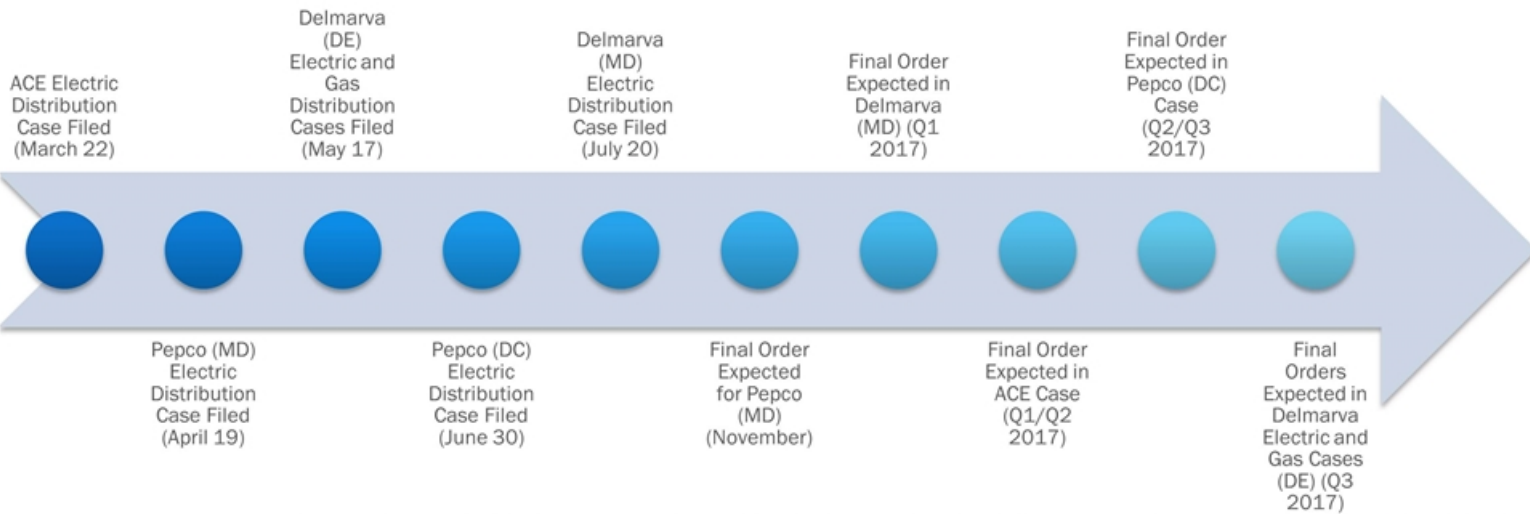 ACE Electric
Distribution
Case Filed
(March 22)
Pepco (MD)
Electric
Distribution
Case Filed
(April 19)
Delmarva
(DE)
Electric and
Gas
Distribution
Cases Filed
(May 17)
Pepco (DC)
Electric
Distribution
Case Filed
(June 30)
Delmarva
(MD)
Electric
Distribution
Case Filed
(July 20)
Final Order
Expected
for Pepco
(MD)
(November)
Final Order
Expected in
Delmarva
(MD) (Q1
2017)
Final Order
Expected in
ACE Case
(Q1/Q2
2017)
Final Order
Expected in
Pepco (DC)
Case
(Q2/Q3
2017)
Final
Orders
Expected in
Delmarva
Electric and
Gas Cases
(DE) (Q3
2017)